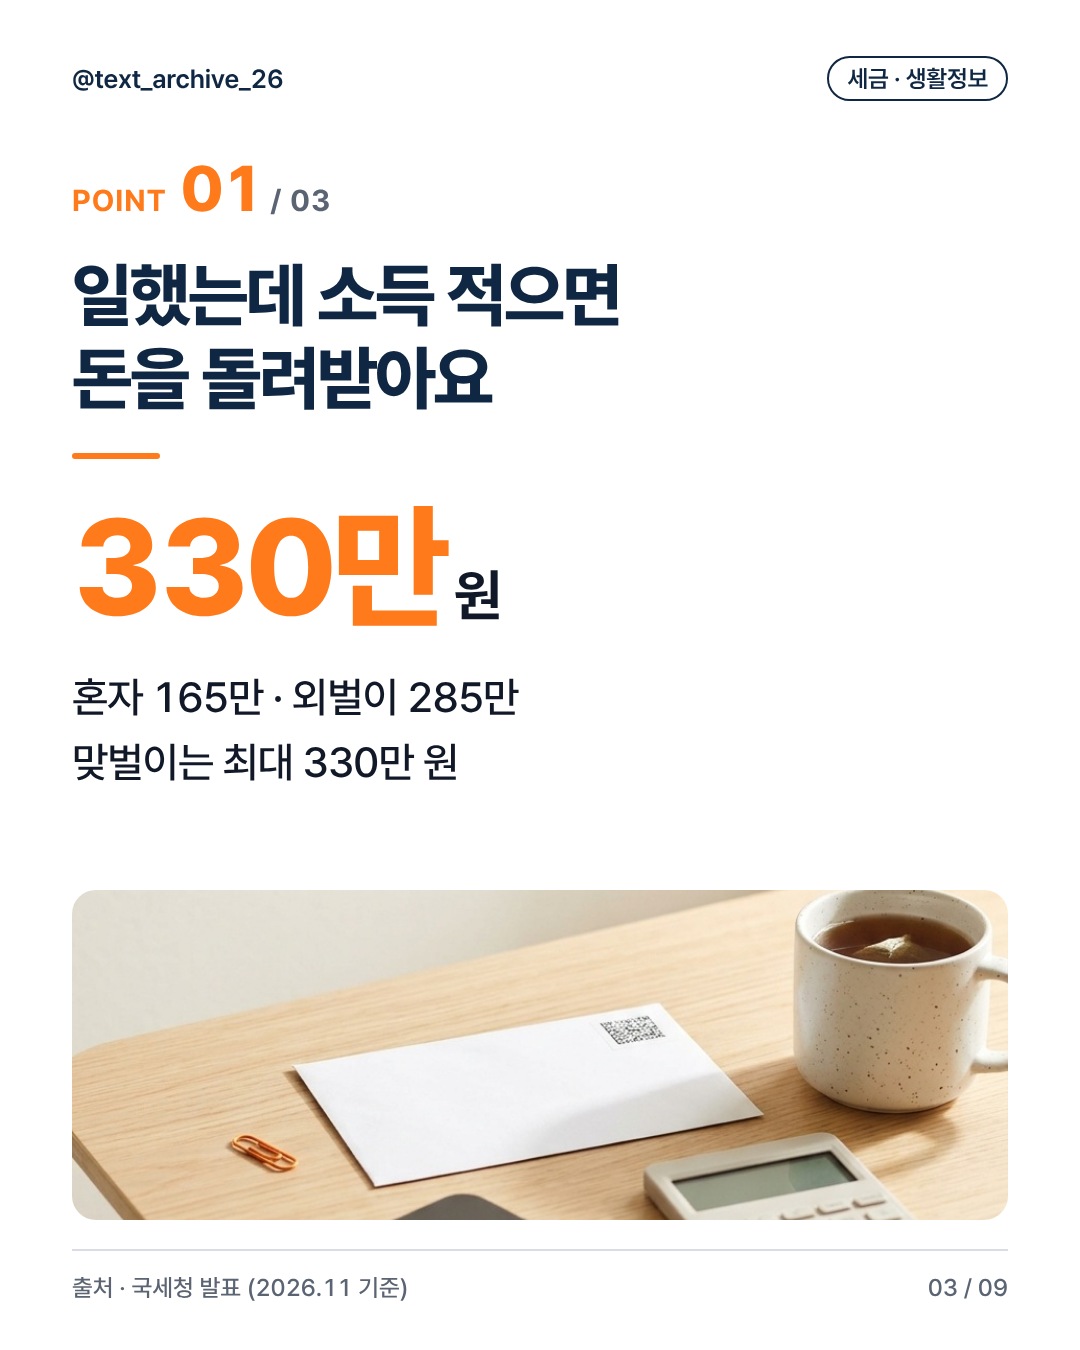 @text_archive_26
세금 · 생활정보
POINT 01 / 03
일했는데 소득 적으면
돈을 돌려받아요
330만 원
혼자 165만 · 외벌이 285만
맞벌이는 최대 330만 원
출처 · 국세청 발표 (2026.11 기준)
03 / 09